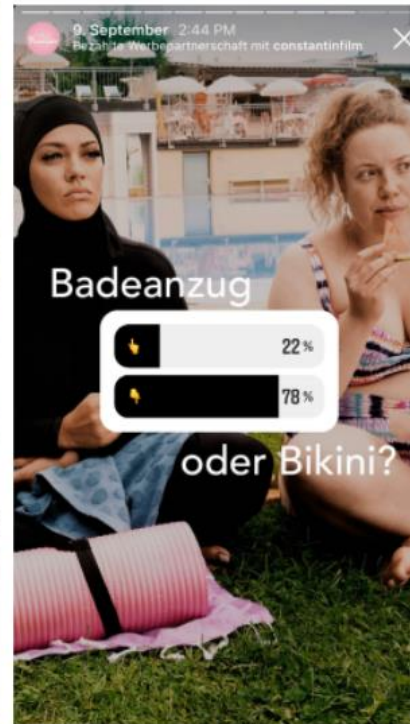 9. September 2:44 PM
Bezahlte Werbepartnerschaft mit constantinfilm
Badeanzug
22%
78%
oder Bikini?